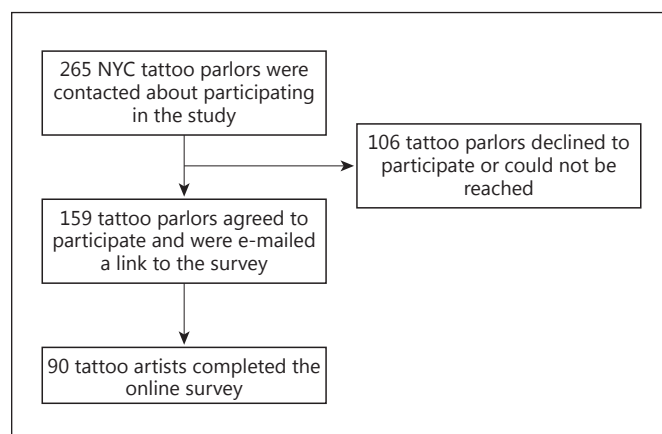 265 NYC tattoo parlors were
contacted about participating
in the study
106 tattoo parlors declined to
participate or could not be
reached
159 tattoo parlors agreed to
participate and were e-mailed
a link to the survey
90 tattoo artists completed the
online survey